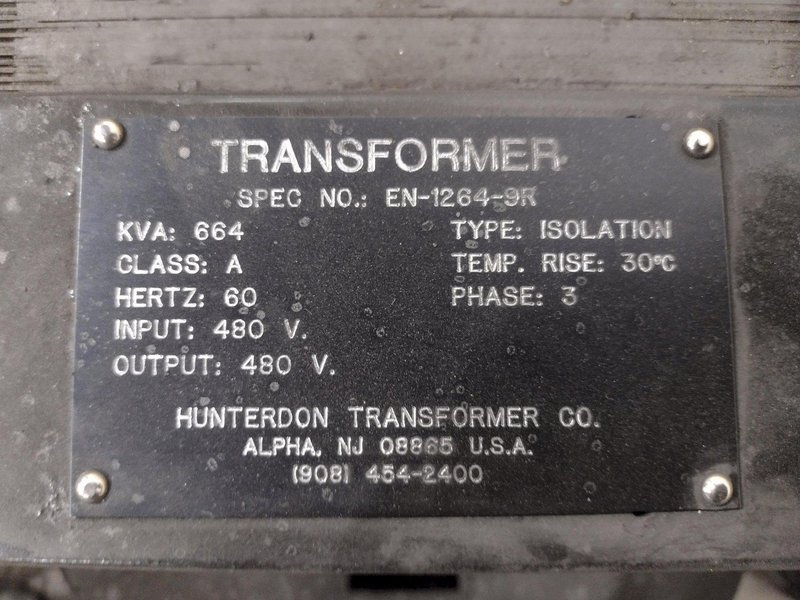 TRANSFORMER
SPEC NO.: EN-1264-9R
KVA: 664
TYPE: ISOLATION
CLASS: A
TEMP. RISE: 30°C
HERTZ: 60
PHASE: 3
INPUT: 480 V.
OUTPUT: 480 V.
HUNTERDON TRANSFORMER CO.
ALPHA, NJ 08865 U.S.A.
(908) 454-2400